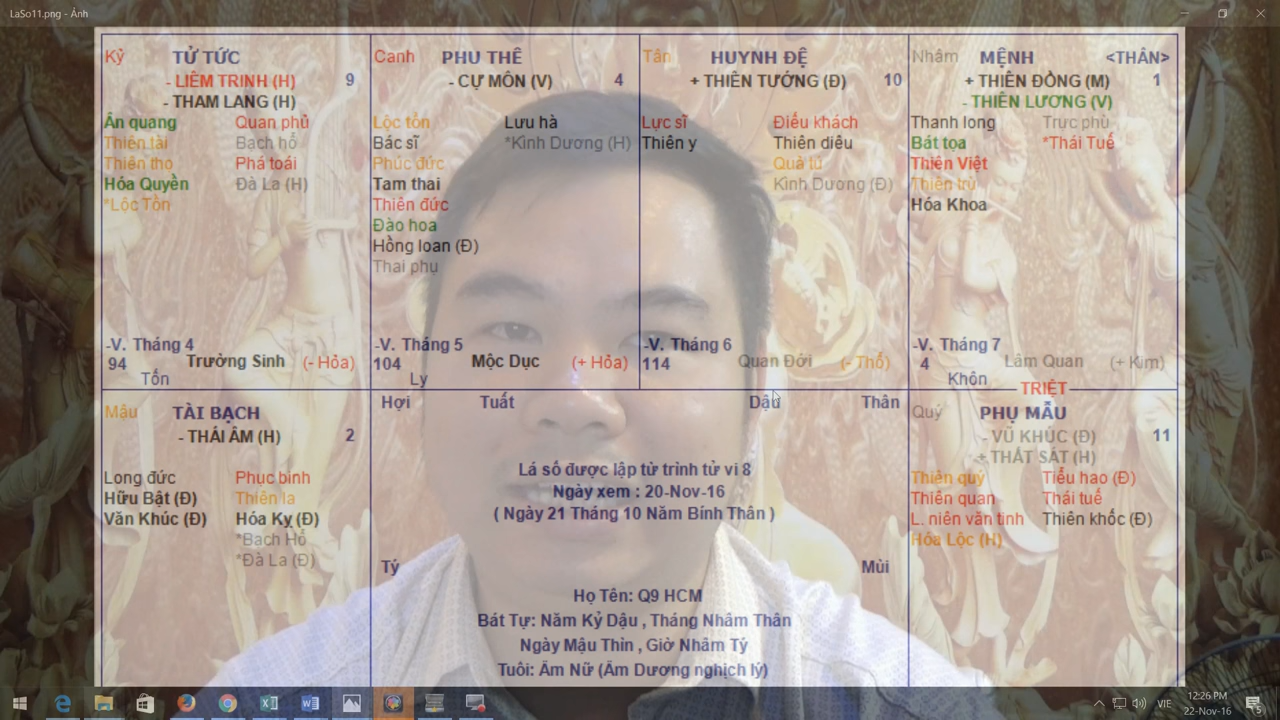 LaSo11.png - Ảnh
Kỷ TỬ TỨC
- LIÊM TRINH (H) 9
- THAM LANG (H)
Ân quang Quan phủ
Thiên tài Bạch hổ
Thiên thọ Phá toái
Hóa Quyền Đà La (H)
*Lộc Tồn
-V. Tháng 4
94 Trường Sinh (- Hỏa)
Tốn
Canh PHU THÊ
- CỰ MÔN (V) 4
Lộc tồn Lưu hà
Bác sĩ *Kình Dương (H)
Phúc đức
Tam thai
Thiên đức
Đào hoa
Hồng loan (Đ)
Thai phụ
-V. Tháng 5
104 Mộc Dục (+ Hỏa)
Ly
Tân HUYNH ĐỆ
+ THIÊN TƯỚNG (Đ) 10
Lực sĩ Điếu khách
Thiên y Thiên diêu
Quả tú
Kình Dương (Đ)
-V. Tháng 6
114 Quan Đới (- Thổ)
Nhâm MỆNH <THÂN>
+ THIÊN ĐỒNG (M) 1
- THIÊN LƯƠNG (V)
Thanh long Trực phù
Bát tọa *Thái Tuế
Thiên Việt
Thiên trù
Hóa Khoa
-V. Tháng 7
4 Lâm Quan (+ Kim)
Khôn
TRIỆT
Mậu TÀI BẠCH
- THÁI ÂM (H) 2
Long đức Phục binh
Hữu Bật (Đ) Thiên la
Văn Khúc (Đ) Hóa Kỵ (Đ)
*Bạch Hổ
*Đà La (Đ)
Hợi Tuất Dậu Thân
Lá số được lập từ trình tử vi 8
Ngày xem : 20-Nov-16
( Ngày 21 Tháng 10 Năm Bính Thân )
Tý Mùi
Họ Tên: Q9 HCM
Bát Tự: Năm Kỷ Dậu , Tháng Nhâm Thân
Ngày Mậu Thìn , Giờ Nhâm Tý
Tuổi: Âm Nữ (Âm Dương nghịch lý)
Quý PHỤ MẪU
- VŨ KHÚC (Đ) 11
+ THẤT SÁT (H)
Thiên quý Tiểu hao (Đ)
Thiên quan Thái tuế
L. niên văn tinh Thiên khốc (Đ)
Hóa Lộc (H)
VIE
12:26 PM
22-Nov-16
5